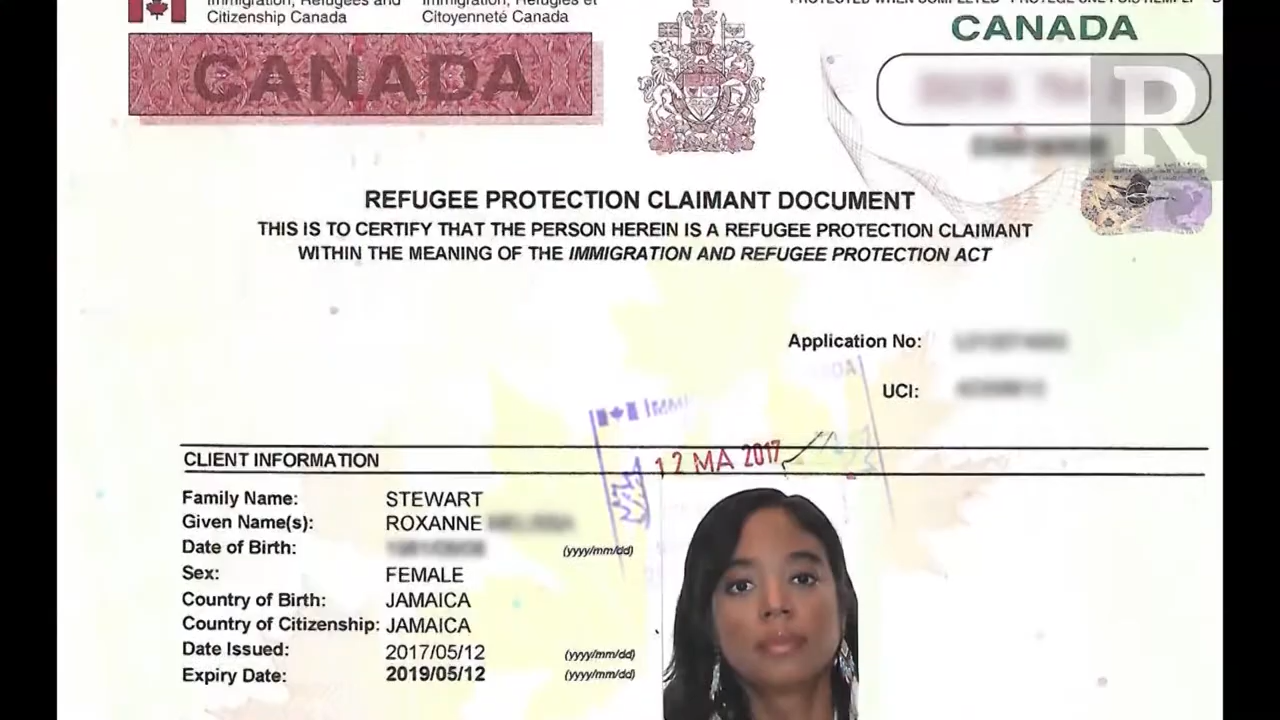 Immigration, Refugees and
Citizenship Canada
Immigration, Réfugiés et
Citoyenneté Canada
PROTECTED WHEN COMPLETED
CANADA
CANADA
R
REFUGEE PROTECTION CLAIMANT DOCUMENT
THIS IS TO CERTIFY THAT THE PERSON HEREIN IS A REFUGEE PROTECTION CLAIMANT
WITHIN THE MEANING OF THE IMMIGRATION AND REFUGEE PROTECTION ACT
Application No:
UCI:
12 MA 2017
CLIENT INFORMATION
Family Name: STEWART
Given Name(s): ROXANNE
Date of Birth: (yyyy/mm/dd)
Sex: FEMALE
Country of Birth: JAMAICA
Country of Citizenship: JAMAICA
Date Issued: 2017/05/12 (yyyy/mm/dd)
Expiry Date: 2019/05/12 (yyyy/mm/dd)